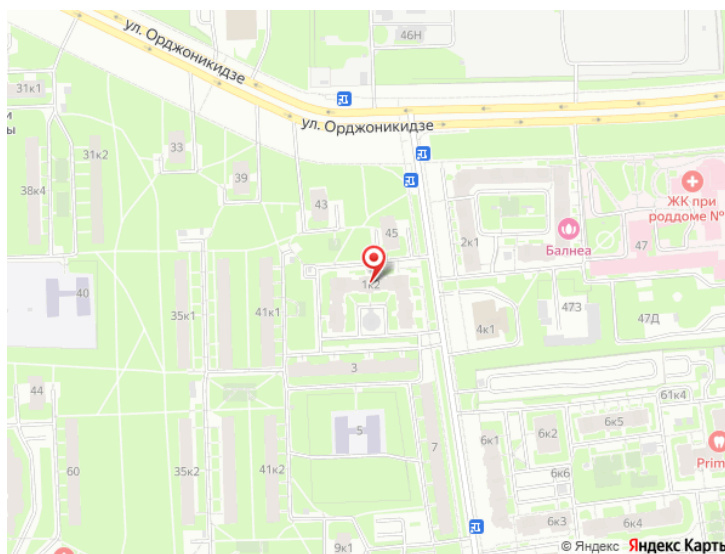 ул. Орджоникидзе
46Н
31к1
ул. Орджоникидзе
и
ы
31к2
33
38к4
39
ЖК при
роддоме №
43
45
2к1
Балнеа
47
40
1к2
35к1
41к1
4к1
47З
47Д
3
44
61к4
5
6к5
60
35к2
41к2
7
6к1
6к2
Prim
6к6
9к1
6к3
6к4
© Яндекс Яндекс Карты